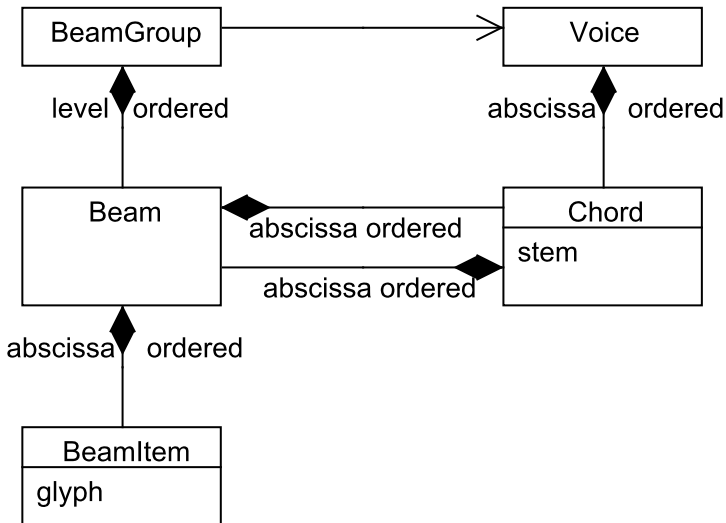 BeamGroup
Voice
level ordered
abscissa ordered
Beam
Chord
abscissa ordered
stem
abscissa ordered
abscissa ordered
BeamItem
glyph